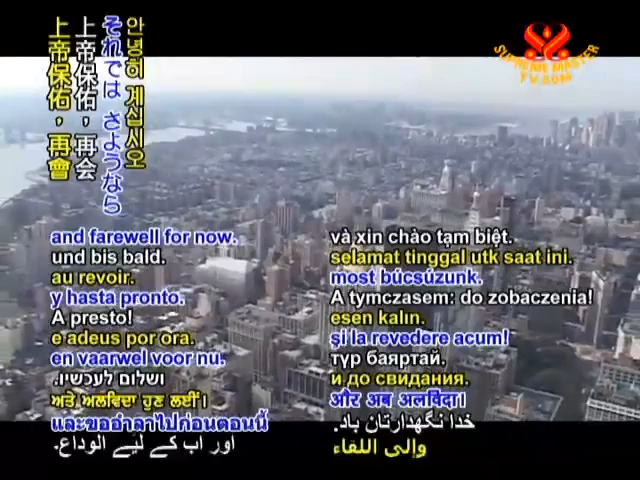 上帝保佑，再會
上帝保佑，再会
それでは さようなら
안녕히 계십시오
SUPREME MASTER
TV.COM
and farewell for now.
und bis bald.
au revoir.
y hasta pronto.
A presto!
e adeus por ora.
en vaarwel voor nu.
ושלום לעכשיו.
ਅਤੇ ਅਲਵਿਦਾ ਹੁਣ ਲਈਂ।
และขออำลาไปก่อนตอนนี้
اور اب کے لیَے الوداع۔
và xin chào tạm biệt.
selamat tinggal utk saat ini.
most búcsúzunk.
A tymczasem: do zobaczenia!
esen kalın.
şi la revedere acum!
түр баяртай.
и до свидания.
और अब अलविदा।
خدا نگهدارتان باد.
وإلى اللقاء